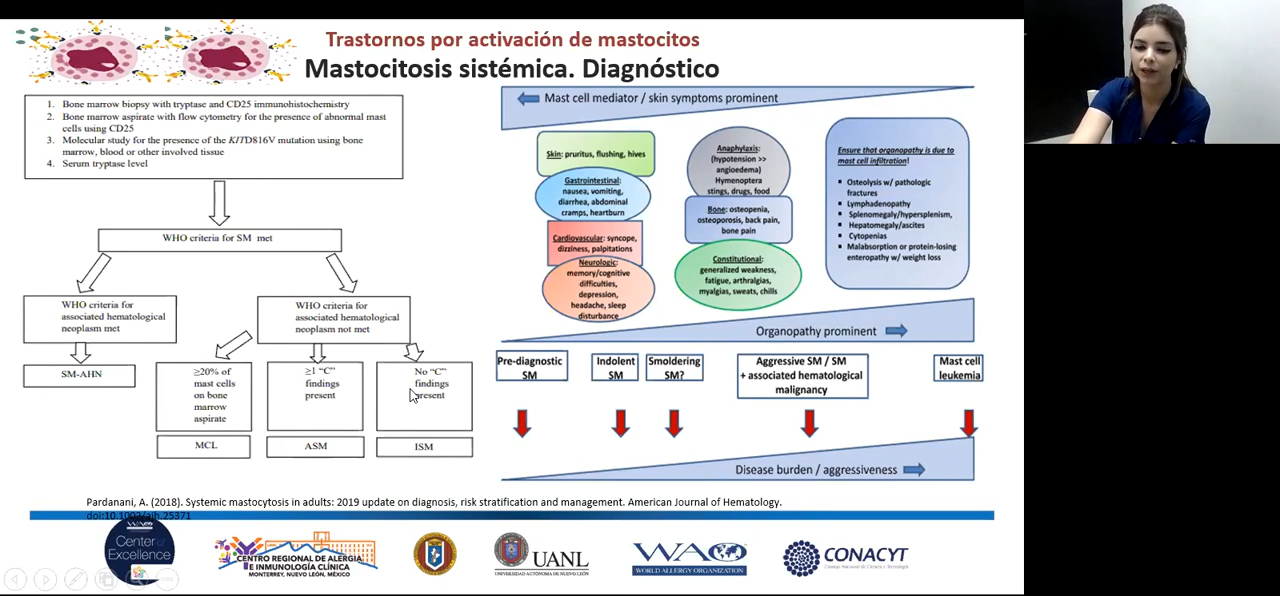 Trastornos por activación de mastocitos
Mastocitosis sistémica. Diagnóstico
1. Bone marrow biopsy with tryptase and CD25 immunohistochemistry
2. Bone marrow aspirate with flow cytometry for the presence of abnormal mast
cells using CD25
3. Molecular study for the presence of the KITD816V mutation using bone
marrow, blood or other involved tissue
4. Serum tryptase level
WHO criteria for SM met
WHO criteria for
associated hematological
neoplasm met
WHO criteria for
associated hematological
neoplasm not met
SM-AHN
≥20% of
mast cells
on bone
marrow
aspirate
≥1 “C”
findings
present
No “C”
findings
present
MCL
ASM
ISM
Mast cell mediator / skin symptoms prominent
Skin: pruritus, flushing, hives
Gastrointestinal:
nausea, vomiting,
diarrhea, abdominal
cramps, heartburn
Cardiovascular: syncope,
dizziness, palpitations
Neurologic:
memory/cognitive
difficulties,
depression,
headache, sleep
disturbance
Anaphylaxis:
(hypotension >>
angioedema)
Hymenoptera
stings, drugs, food
Bone: osteopenia,
osteoporosis, back pain,
bone pain
Constitutional:
generalized weakness,
fatigue, arthralgias,
myalgias, sweats, chills
Ensure that organopathy is due to
mast cell infiltration!
▪ Osteolysis w/ pathologic
fractures
▪ Lymphadenopathy
▪ Splenomegaly/hypersplenism,
▪ Hepatomegaly/ascites
▪ Cytopenias
▪ Malabsorption or protein-losing
enteropathy w/ weight loss
Organopathy prominent
Pre-diagnostic
SM
Indolent
SM
Smoldering
SM?
Aggressive SM / SM
+ associated hematological
malignancy
Mast cell
leukemia
Disease burden / aggressiveness
Pardanani, A. (2018). Systemic mastocytosis in adults: 2019 update on diagnosis, risk stratification and management. American Journal of Hematology.
doi:10.1002/ajh.25371
WAO
Center of
Excellence
CENTRO REGIONAL DE ALERGIA
E INMUNOLOGÍA CLÍNICA
MONTERREY, NUEVO LEÓN, MÉXICO
UANL
UNIVERSIDAD AUTÓNOMA DE NUEVO LEÓN
WAO
WORLD ALLERGY ORGANIZATION
CONACYT
Consejo Nacional de Ciencia y Tecnología